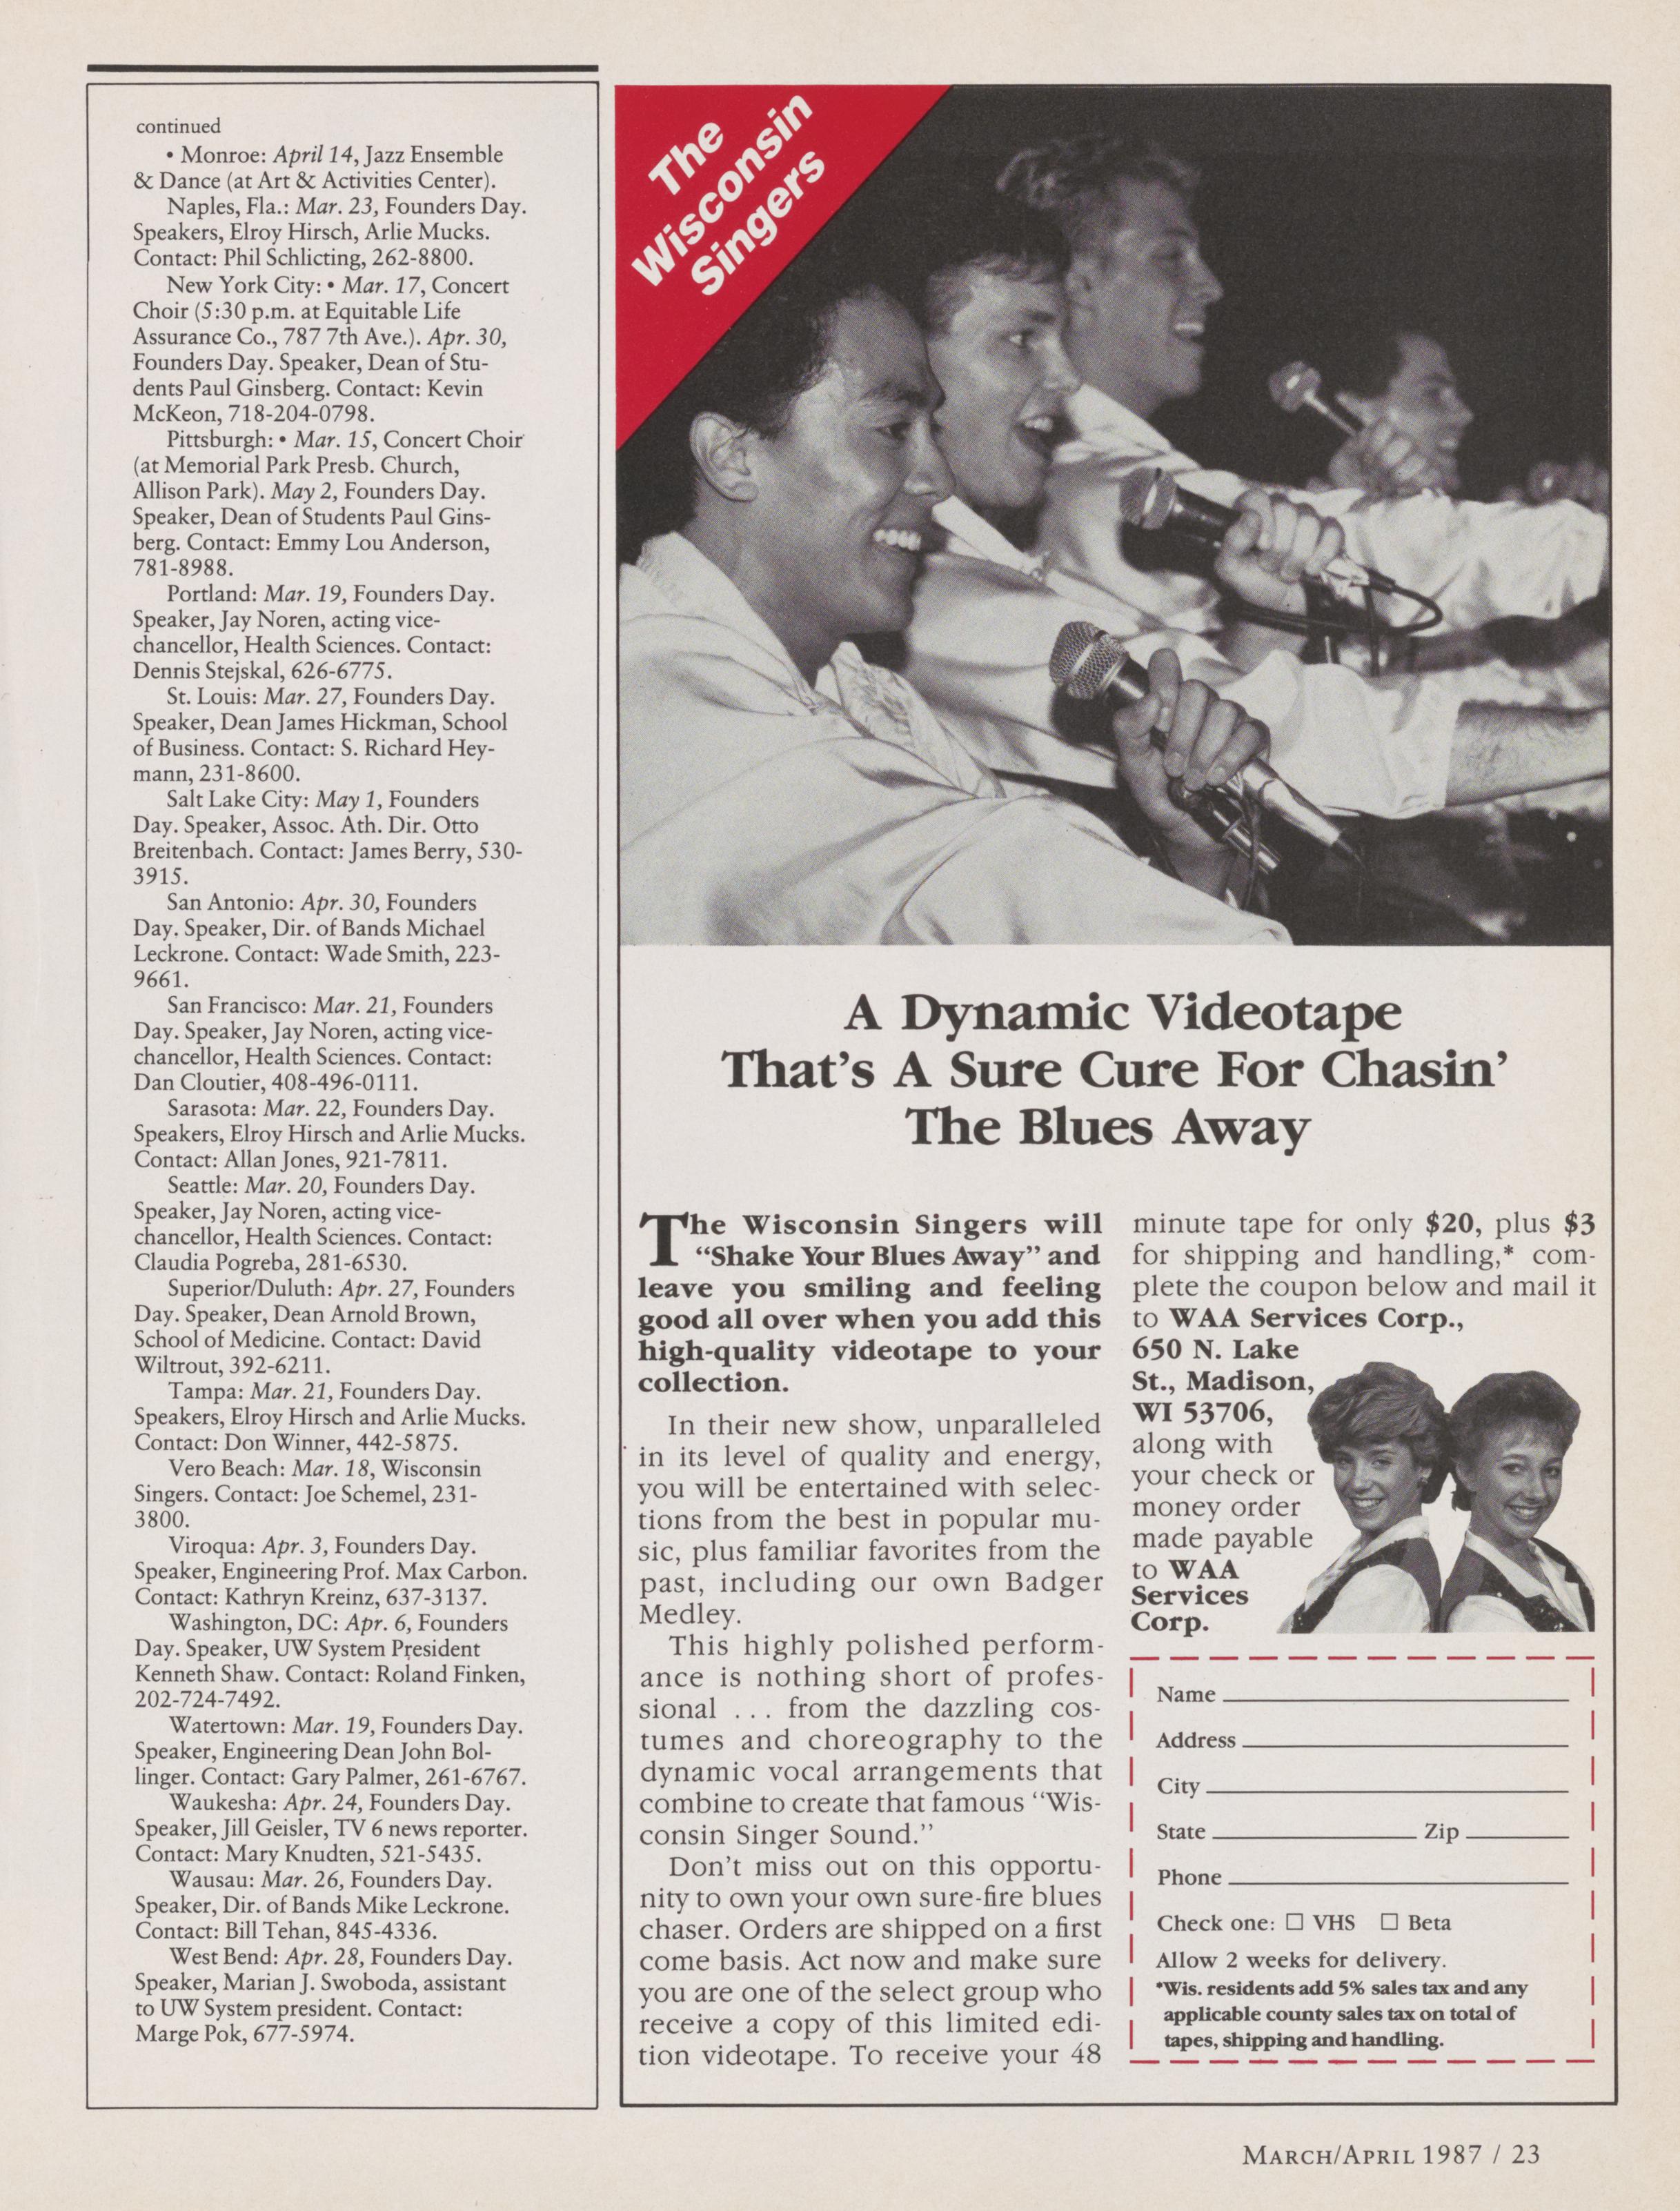 continued
• Monroe: April 14, Jazz Ensemble
& Dance (at Art & Activities Center).
Naples, Fla.: Mar. 23, Founders Day.
Speakers, Elroy Hirsch, Arlie Mucks.
Contact: Phil Schlicting, 262-8800.
New York City: • Mar. 17, Concert
Choir (5:30 p.m. at Equitable Life
Assurance Co., 787 7th Ave.). Apr. 30,
Founders Day. Speaker, Dean of Stu-
dents Paul Ginsberg. Contact: Kevin
McKeon, 718-204-0798.
Pittsburgh: • Mar. 15, Concert Choir
(at Memorial Park Presb. Church,
Allison Park). May 2, Founders Day.
Speaker, Dean of Students Paul Gins-
berg. Contact: Emmy Lou Anderson,
781-8988.
Portland: Mar. 19, Founders Day.
Speaker, Jay Noren, acting vice-
chancellor, Health Sciences. Contact:
Dennis Stejskal, 626-6775.
St. Louis: Mar. 27, Founders Day.
Speaker, Dean James Hickman, School
of Business. Contact: S. Richard Hey-
mann, 231-8600.
Salt Lake City: May 1, Founders
Day. Speaker, Assoc. Ath. Dir. Otto
Breitenbach. Contact: James Berry, 530-
3915.
San Antonio: Apr. 30, Founders
Day. Speaker, Dir. of Bands Michael
Leckrone. Contact: Wade Smith, 223-
9661.
San Francisco: Mar. 21, Founders
Day. Speaker, Jay Noren, acting vice-
chancellor, Health Sciences. Contact:
Dan Cloutier, 408-496-0111.
Sarasota: Mar. 22, Founders Day.
Speakers, Elroy Hirsch and Arlie Mucks.
Contact: Allan Jones, 921-7811.
Seattle: Mar. 20, Founders Day.
Speaker, Jay Noren, acting vice-
chancellor, Health Sciences. Contact:
Claudia Pogreba, 281-6530.
Superior/Duluth: Apr. 27, Founders
Day. Speaker, Dean Arnold Brown,
School of Medicine. Contact: David
Wiltrout, 392-6211.
Tampa: Mar. 21, Founders Day.
Speakers, Elroy Hirsch and Arlie Mucks.
Contact: Don Winner, 442-5875.
Vero Beach: Mar. 18, Wisconsin
Singers. Contact: Joe Schemel, 231-
3800.
Viroqua: Apr. 3, Founders Day.
Speaker, Engineering Prof. Max Carbon.
Contact: Kathryn Kreinz, 637-3137.
Washington, DC: Apr. 6, Founders
Day. Speaker, UW System President
Kenneth Shaw. Contact: Roland Finken,
202-724-7492.
Watertown: Mar. 19, Founders Day.
Speaker, Engineering Dean John Bol-
linger. Contact: Gary Palmer, 261-6767.
Waukesha: Apr. 24, Founders Day.
Speaker, Jill Geisler, TV 6 news reporter.
Contact: Mary Knudten, 521-5435.
Wausau: Mar. 26, Founders Day.
Speaker, Dir. of Bands Mike Leckrone.
Contact: Bill Tehan, 845-4336.
West Bend: Apr. 28, Founders Day.
Speaker, Marian J. Swoboda, assistant
to UW System president. Contact:
Marge Pok, 677-5974.
The
Wisconsin
Singers
A Dynamic Videotape
That's A Sure Cure For Chasin'
The Blues Away
The Wisconsin Singers will
“Shake Your Blues Away” and
leave you smiling and feeling
good all over when you add this
high-quality videotape to your
collection.
In their new show, unparalleled
in its level of quality and energy,
you will be entertained with selec-
tions from the best in popular mu-
sic, plus familiar favorites from the
past, including our own Badger
Medley.
This highly polished perform-
ance is nothing short of profes-
sional ... from the dazzling cos-
tumes and choreography to the
dynamic vocal arrangements that
combine to create that famous “Wis-
consin Singer Sound.”
Don't miss out on this opportu-
nity to own your own sure-fire blues
chaser. Orders are shipped on a first
come basis. Act now and make sure
you are one of the select group who
receive a copy of this limited edi-
tion videotape. To receive your 48
minute tape for only $20, plus $3
for shipping and handling,* com-
plete the coupon below and mail it
to WAA Services Corp.,
650 N. Lake
St., Madison,
WI 53706,
along with
your check or
money order
made payable
to WAA
Services
Corp.
Name
Address
City
State Zip
Phone
Check one: ☐ VHS ☐ Beta
Allow 2 weeks for delivery.
*Wis. residents add 5% sales tax and any
applicable county sales tax on total of
tapes, shipping and handling.
MARCH/APRIL 1987 / 23